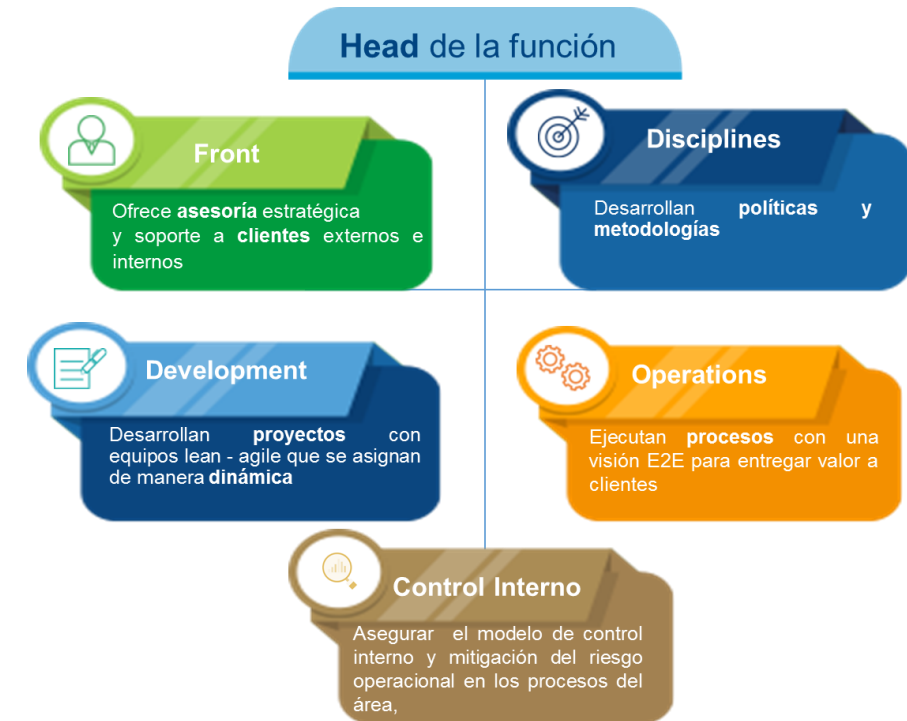 Head de la función
Front
Ofrece asesoría estratégica
y soporte a clientes externos e
internos
Disciplines
Desarrollan políticas y
metodologías
Development
Desarrollan proyectos con
equipos lean - agile que se asignan
de manera dinámica
Operations
Ejecutan procesos con una
visión E2E para entregar valor a
clientes
Control Interno
Asegurar el modelo de control
interno y mitigación del riesgo
operacional en los procesos del
área,